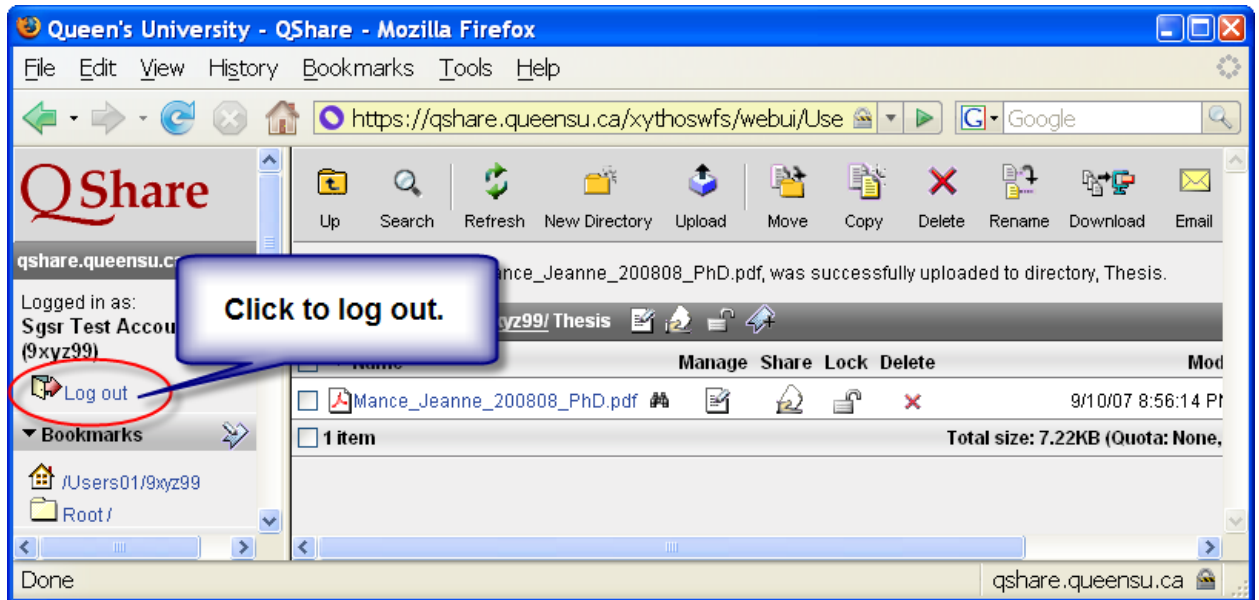 Queen's University - QShare - Mozilla Firefox
File Edit View History Bookmarks Tools Help
https://qshare.queensu.ca/xythoswfs/webui/Use
G Google
QShare
Up Search Refresh New Directory Upload Move Copy Delete Rename Download Email
qshare.queensu.c
ance_Jeanne_200808_PhD.pdf, was successfully uploaded to directory, Thesis.
Logged in as:
Sgsr Test Accou
(9xyz99)
Click to log out.
xyz99/ Thesis
Name Manage Share Lock Delete Mod
Log out
Mance_Jeanne_200808_PhD.pdf 9/10/07 8:56:14 PM
Bookmarks
1 item Total size: 7.22KB (Quota: None,
/Users01/9xyz99
Root /
Done qshare.queensu.ca